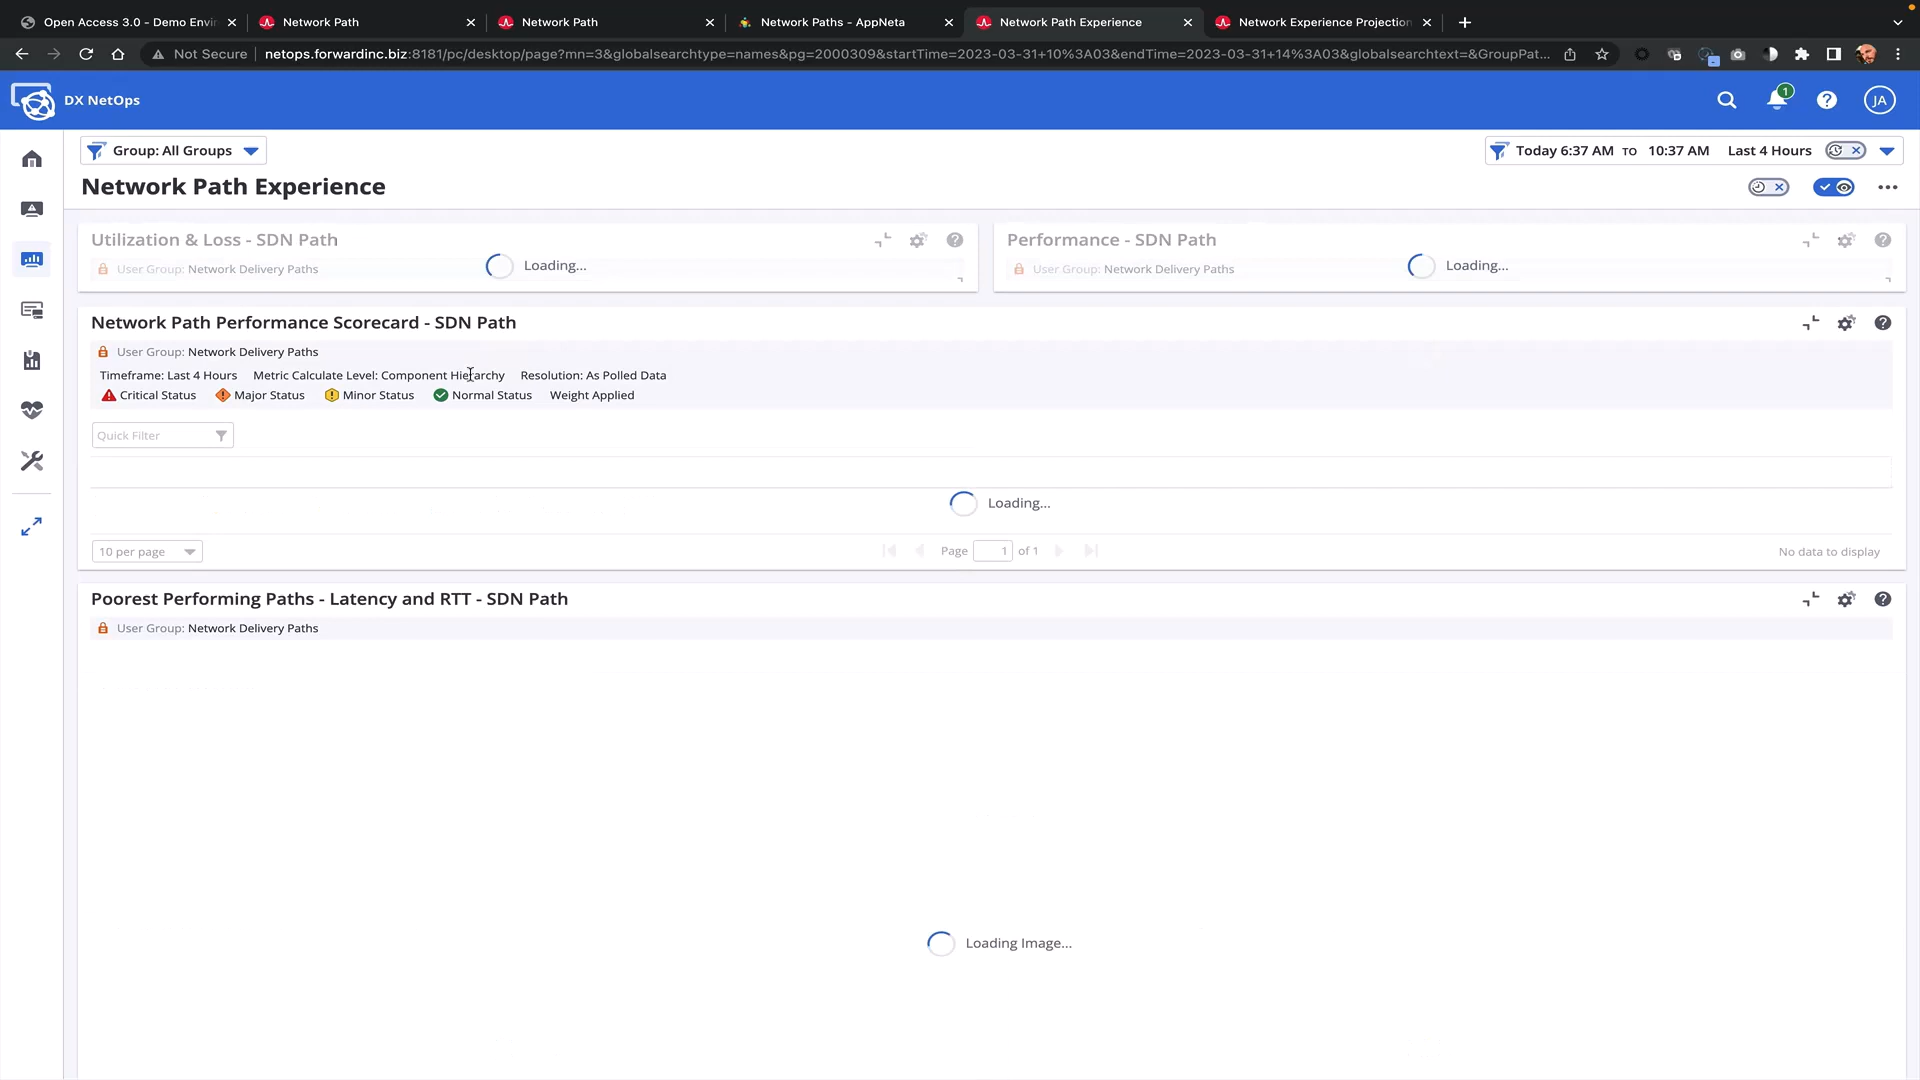 Open Access 3.0 - Demo Envi
Network Path
Network Path
Network Paths - AppNeta
Network Path Experience
Network Experience Projection
Not Secure
netops.forwardinc.biz:8181/pc/desktop/page?mn=3&globalsearchtype=names&pg=2000309&startTime=2023-03-31+10%3A03&endTime=2023-03-31+14%3A03&globalsearchtext=&GroupPat...
DX NetOps
1
JA
Group: All Groups
Today 6:37 AM TO 10:37 AM Last 4 Hours
Network Path Experience
Utilization & Loss - SDN Path
User Group: Network Delivery Paths
Loading...
Performance - SDN Path
User Group: Network Delivery Paths
Loading...
Network Path Performance Scorecard - SDN Path
User Group: Network Delivery Paths
Timeframe: Last 4 Hours Metric Calculate Level: Component Hierarchy Resolution: As Polled Data
Critical Status Major Status Minor Status Normal Status Weight Applied
Quick Filter
Loading...
10 per page Page 1 of 1 No data to display
Poorest Performing Paths - Latency and RTT - SDN Path
User Group: Network Delivery Paths
Loading Image...